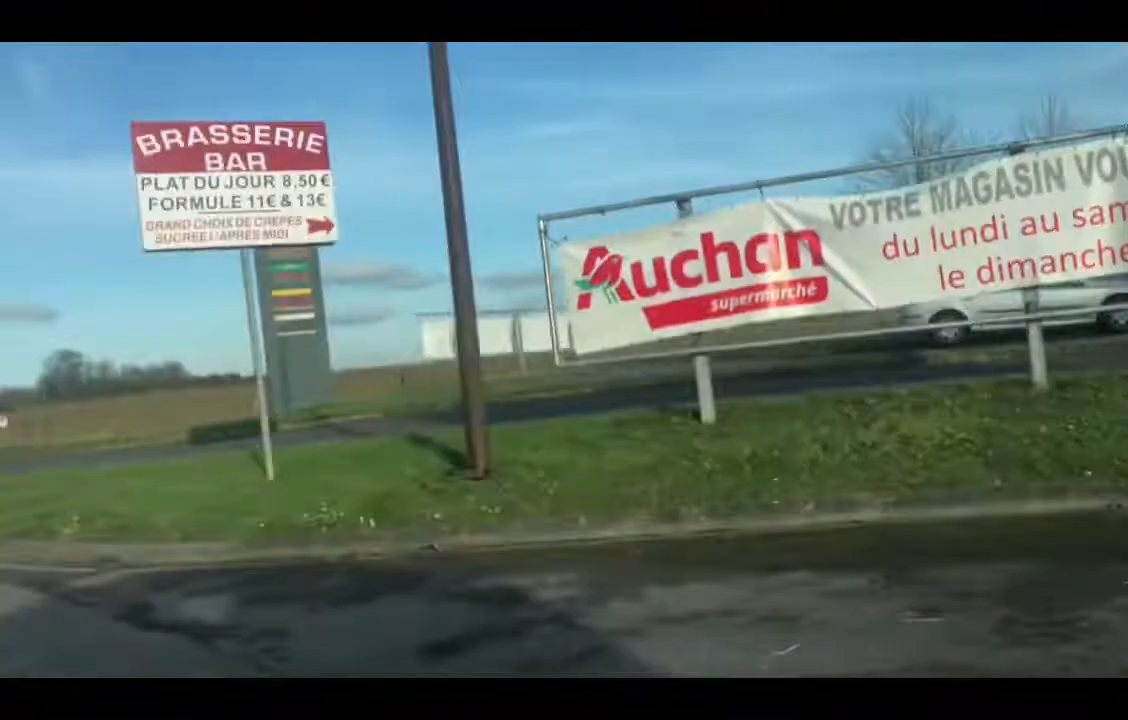 BRASSERIE
BAR
PLAT DU JOUR 8,50€
FORMULE 11€ & 13€
GRAND CHOIX DE CREPES
SUCREE L'APRES MIDI
Auchan
supermarché
VOTRE MAGASIN VOU
du lundi au sam
le dimanche